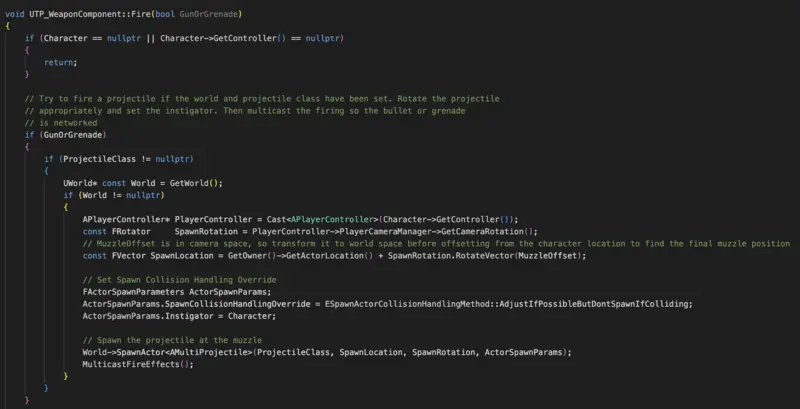 void UTP_WeaponComponent::Fire(bool GunOrGrenade)
{
    if (Character == nullptr || Character->GetController() == nullptr)
    {
        return;
    }

    // Try to fire a projectile if the world and projectile class have been set. Rotate the projectile
    // appropriately and set the instigator. Then multicast the firing so the bullet or grenade
    // is networked
    if (GunOrGrenade)
    {
        if (ProjectileClass != nullptr)
        {
            UWorld* const World = GetWorld();
            if (World != nullptr)
            {
                APlayerController* PlayerController = Cast<APlayerController>(Character->GetController());
                const FRotator     SpawnRotation = PlayerController->PlayerCameraManager->GetCameraRotation();
                // MuzzleOffset is in camera space, so transform it to world space before offsetting from the character location to find the final muzzle position
                const FVector SpawnLocation = GetOwner()->GetActorLocation() + SpawnRotation.RotateVector(MuzzleOffset);

                // Set Spawn Collision Handling Override
                FActorSpawnParameters ActorSpawnParams;
                ActorSpawnParams.SpawnCollisionHandlingOverride = ESpawnActorCollisionHandlingMethod::AdjustIfPossibleButDontSpawnIfColliding;
                ActorSpawnParams.Instigator = Character;

                // Spawn the projectile at the muzzle
                World->SpawnActor<AMultiProjectile>(ProjectileClass, SpawnLocation, SpawnRotation, ActorSpawnParams);
                MulticastFireEffects();
            }
        }
    }